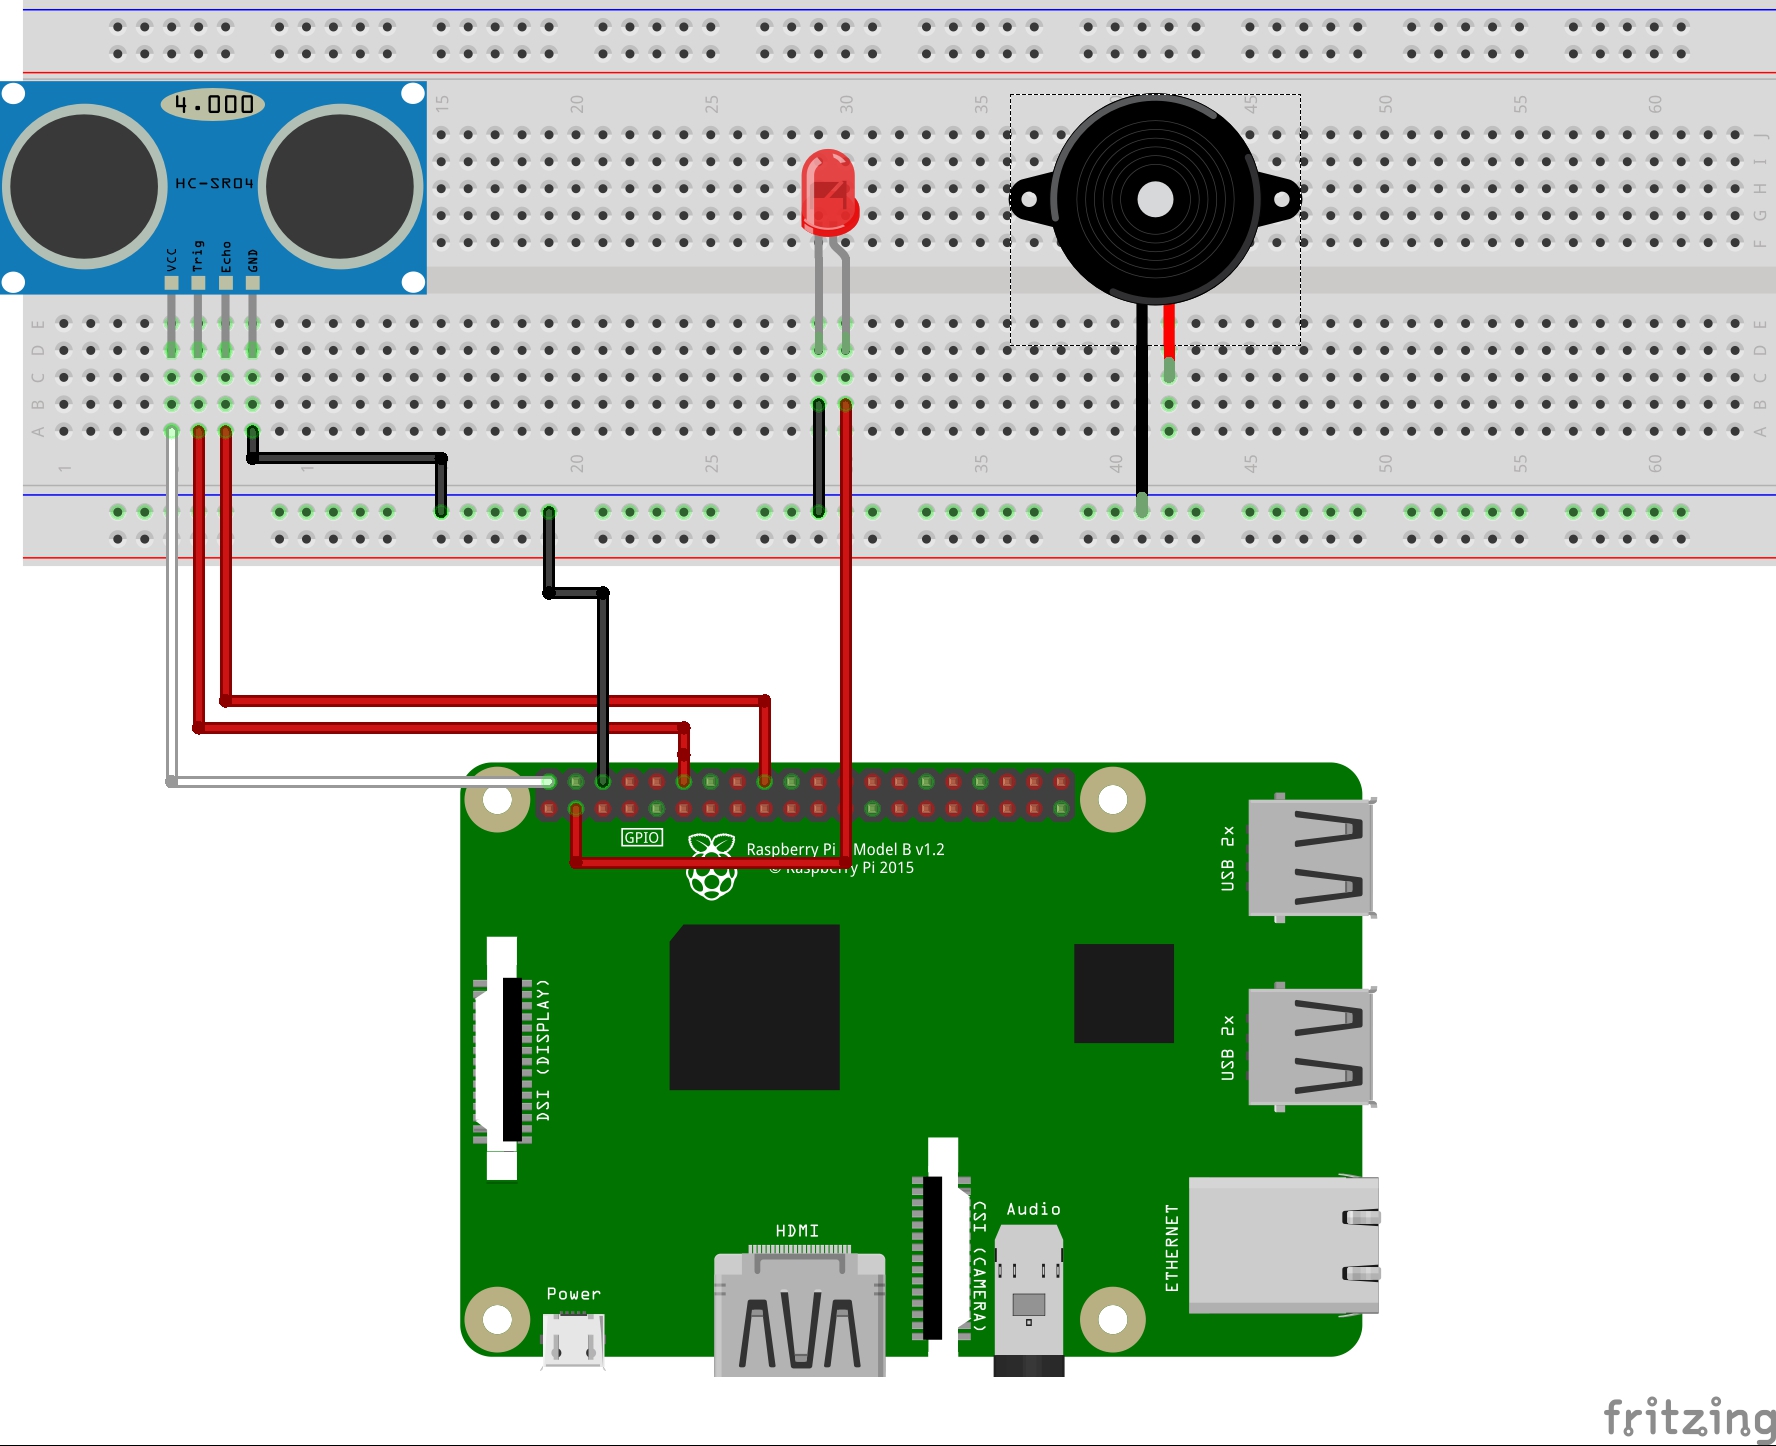 4.000
HC-SR04
VCC
Trig
Echo
GND
15
20
25
30
35
45
50
55
60
J
I
H
G
F
E
D
C
B
A
E
D
C
B
A
1
1
20
25
35
40
45
50
55
60
GPIO
Raspberry Pi Model B v1.2
© Raspberry Pi 2015
USB 2x
USB 2x
DSI (DISPLAY)
CSI (CAMERA)
Audio
ETHERNET
HDMI
Power
fritzing